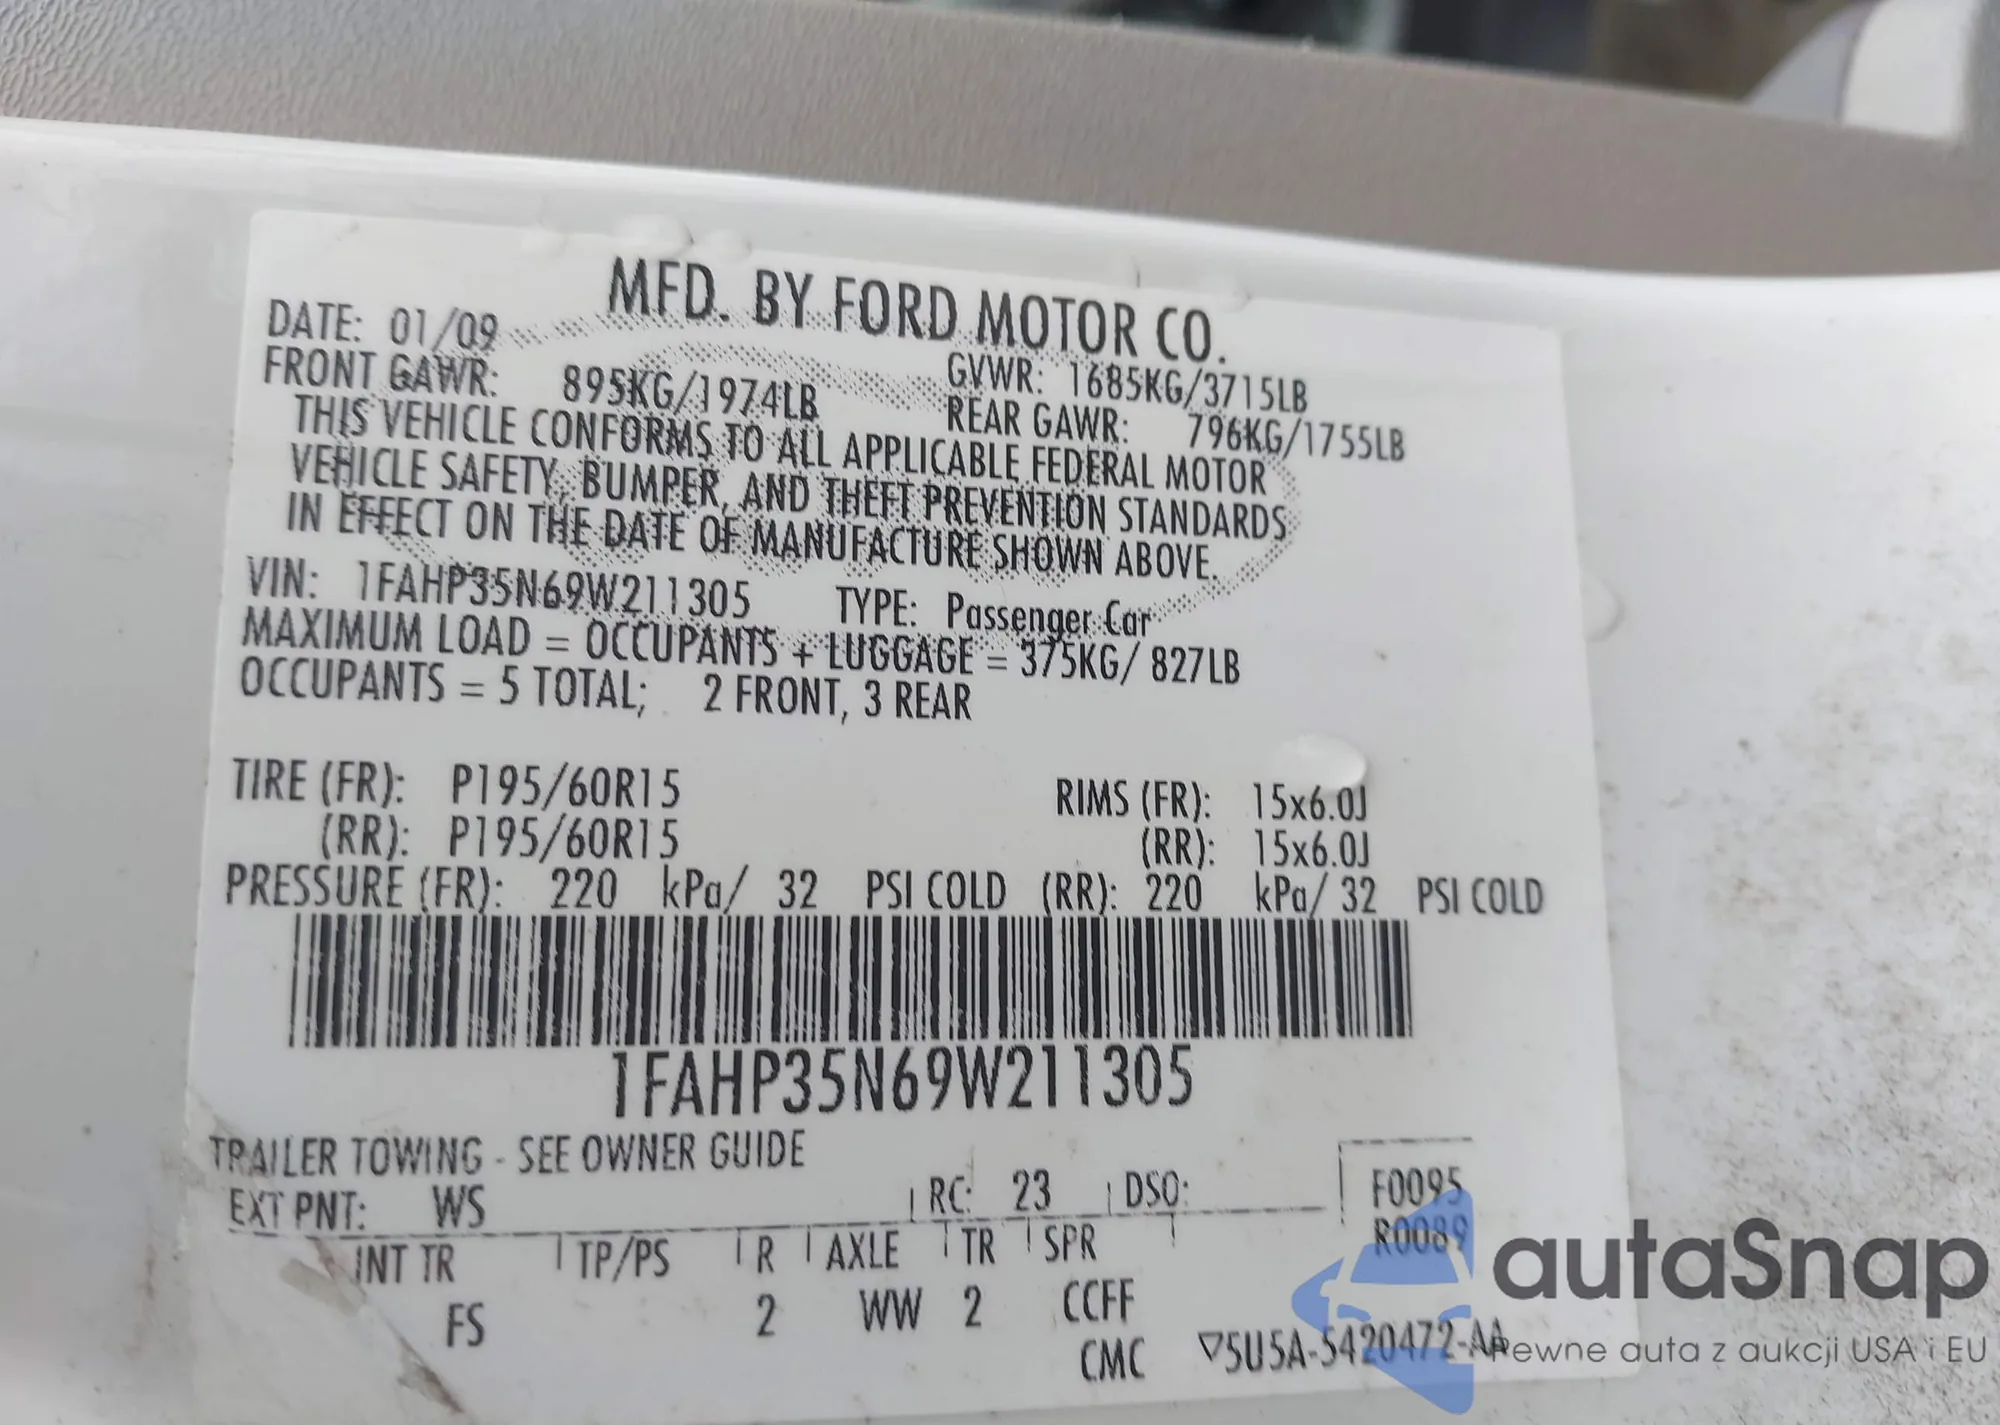 MFD. BY FORD MOTOR CO.
DATE: 01/09 GVWR: 1685KG/3715LB
FRONT GAWR: 895KG/1974LB REAR GAWR: 796KG/1755LB
THIS VEHICLE CONFORMS TO ALL APPLICABLE FEDERAL MOTOR
VEHICLE SAFETY, BUMPER, AND THEFT PREVENTION STANDARDS
IN EFFECT ON THE DATE OF MANUFACTURE SHOWN ABOVE.
VIN: 1FAHP35N69W211305 TYPE: Passenger Car
MAXIMUM LOAD = OCCUPANTS + LUGGAGE = 375KG/ 827LB
OCCUPANTS = 5 TOTAL; 2 FRONT, 3 REAR
TIRE (FR): P195/60R15 RIMS (FR): 15x6.0J
(RR): P195/60R15 (RR): 15x6.0J
PRESSURE (FR): 220 kPa/ 32 PSI COLD (RR): 220 kPa/ 32 PSI COLD
1FAHP35N69W211305
TRAILER TOWING - SEE OWNER GUIDE
EXT PNT: WS RC: 23 DSO: F0095
R0089
INT TR TP/PS R AXLE TR SPR
FS 2 WW 2 CCFF
CMC ▽5U5A-5420472-AA
autaSnap
Pewne auta z aukcji USA i EU